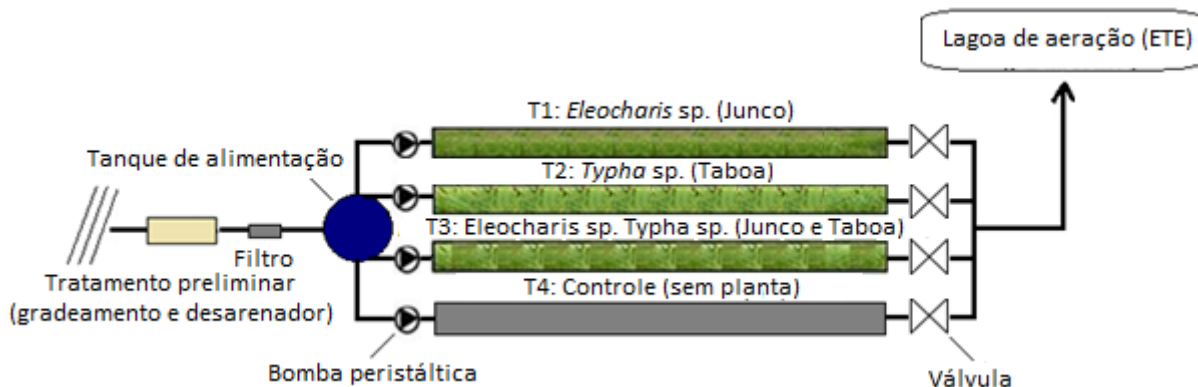 Lagoa de aeração (ETE)
T1: Eleocharis sp. (Junco)
Tanque de alimentação
T2: Typha sp. (Taboa)
T3: Eleocharis sp. Typha sp. (Junco e Taboa)
Filtro
Tratamento preliminar
(gradeamento e desarenador)
T4: Controle (sem planta)
Bomba peristáltica
Válvula